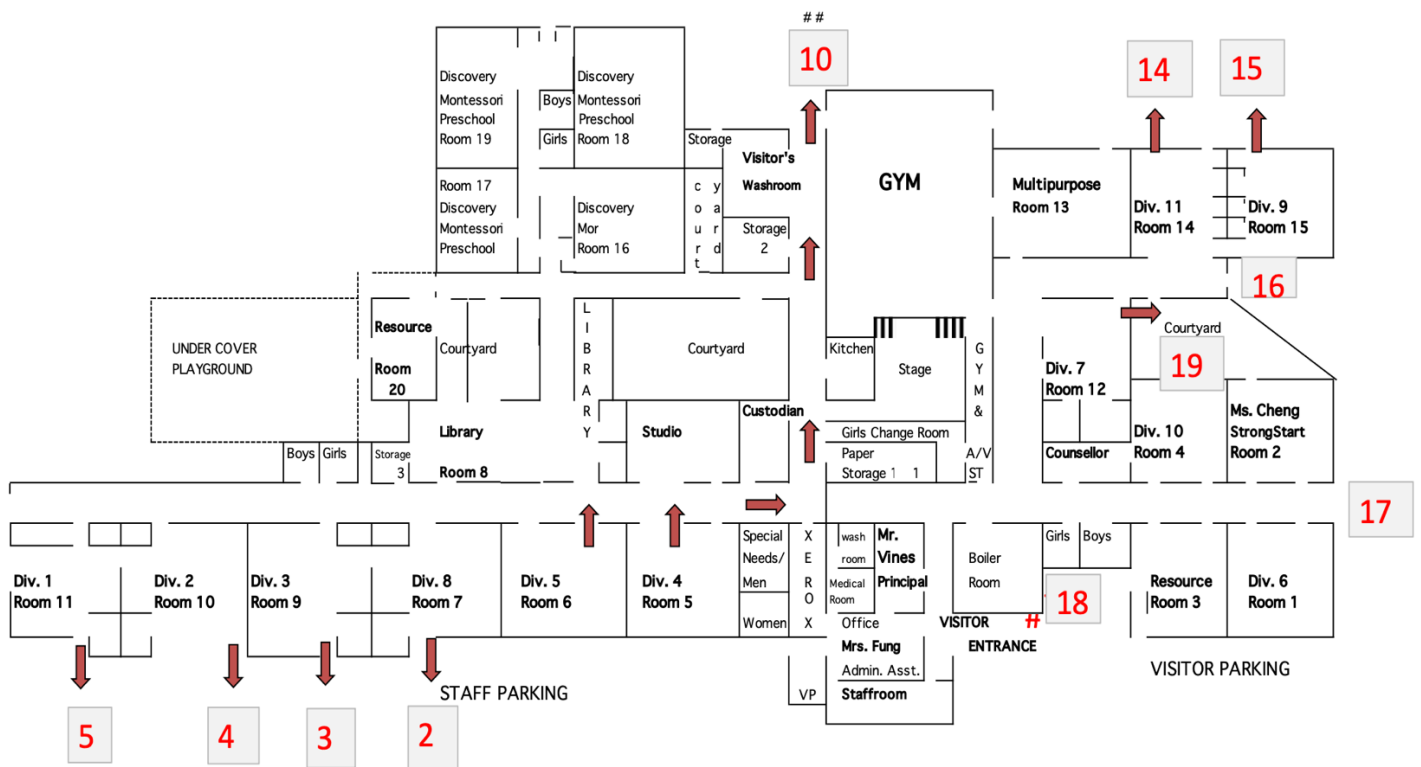 ##
10
14
15
Discovery
Montessori
Preschool
Room 19
Boys
Girls
Discovery
Montessori
Preschool
Room 18
Storage
Visitor's
Washroom
GYM
Multipurpose
Room 13
Div. 11
Room 14
Div. 9
Room 15
Room 17
Discovery
Montessori
Preschool
Discovery
Mor
Room 16
court
yard
Storage
2
16
UNDER COVER
PLAYGROUND
Resource
Room
20
Courtyard
LIBRARY
Courtyard
Kitchen
Stage
GYM &
A/V
ST
Courtyard
19
Div. 7
Room 12
Library
Room 8
Studio
Custodian
Girls Change Room
Paper
Storage 1 1
Counsellor
Div. 10
Room 4
Ms. Cheng
StrongStart
Room 2
Boys
Girls
Storage
3
17
Div. 1
Room 11
Div. 2
Room 10
Div. 3
Room 9
Div. 8
Room 7
Div. 5
Room 6
Div. 4
Room 5
Special
Needs/
Men
Women
XEROX
wash
room
Medical
Room
Mr.
Vines
Principal
Office
Mrs. Fung
Admin. Asst.
VP
Staffroom
Boiler
Room
Girls
Boys
18
VISITOR #
ENTRANCE
Resource
Room 3
Div. 6
Room 1
STAFF PARKING
VISITOR PARKING
5
4
3
2